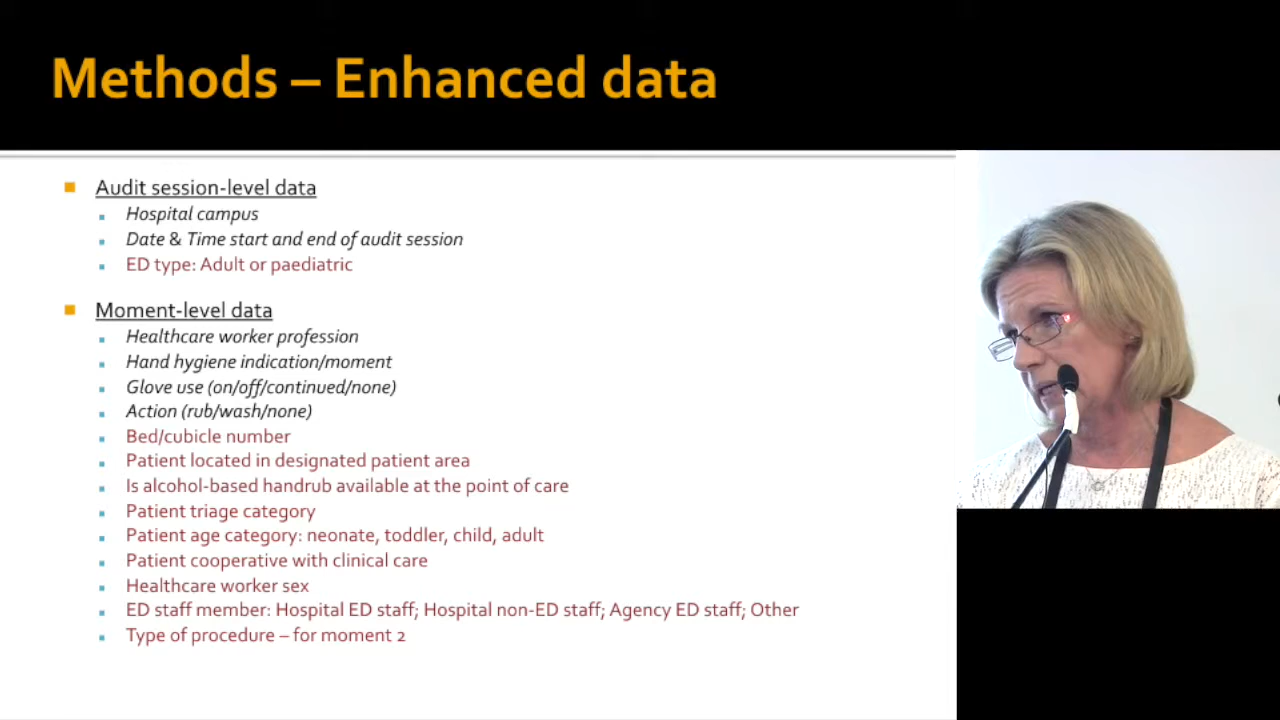 Methods – Enhanced data
Audit session-level data
Hospital campus
Date & Time start and end of audit session
ED type: Adult or paediatric
Moment-level data
Healthcare worker profession
Hand hygiene indication/moment
Glove use (on/off/continued/none)
Action (rub/wash/none)
Bed/cubicle number
Patient located in designated patient area
Is alcohol-based handrub available at the point of care
Patient triage category
Patient age category: neonate, toddler, child, adult
Patient cooperative with clinical care
Healthcare worker sex
ED staff member: Hospital ED staff; Hospital non-ED staff; Agency ED staff; Other
Type of procedure – for moment 2